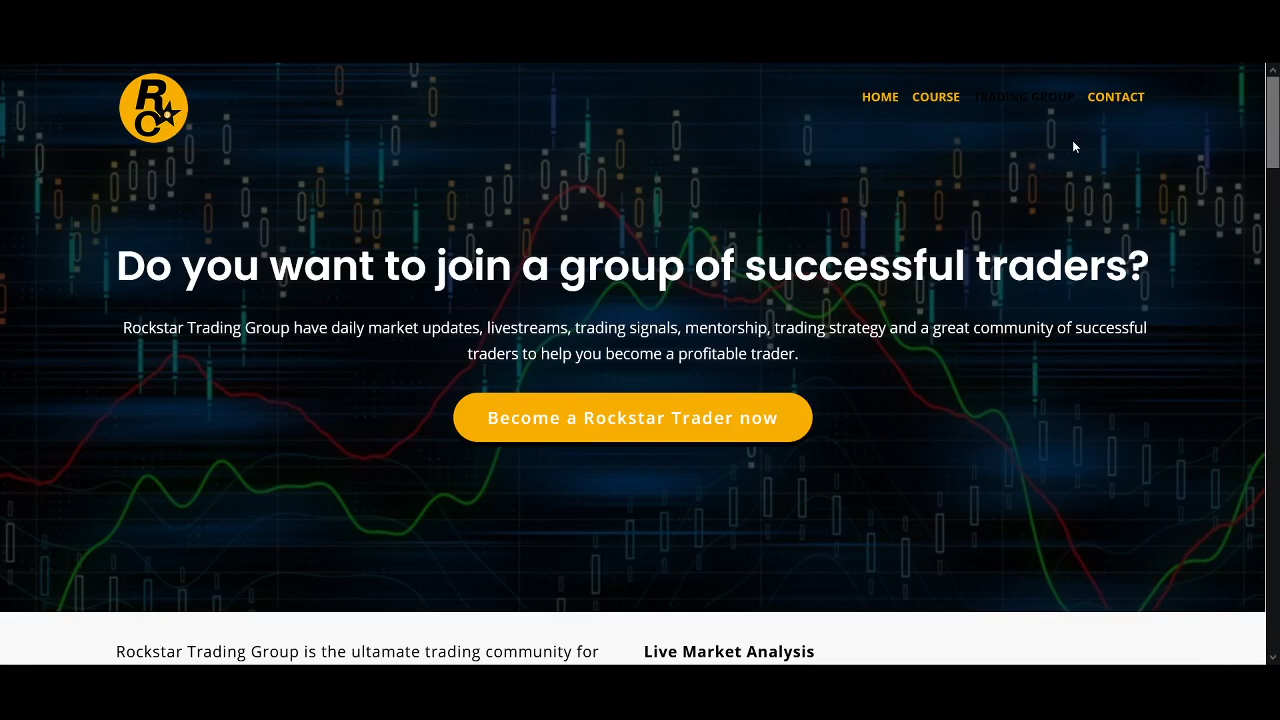 R
C
HOME COURSE TRADING GROUP CONTACT
Do you want to join a group of successful traders?
Rockstar Trading Group have daily market updates, livestreams, trading signals, mentorship, trading strategy and a great community of successful
traders to help you become a profitable trader.
Become a Rockstar Trader now
Rockstar Trading Group is the ultamate trading community for
Live Market Analysis